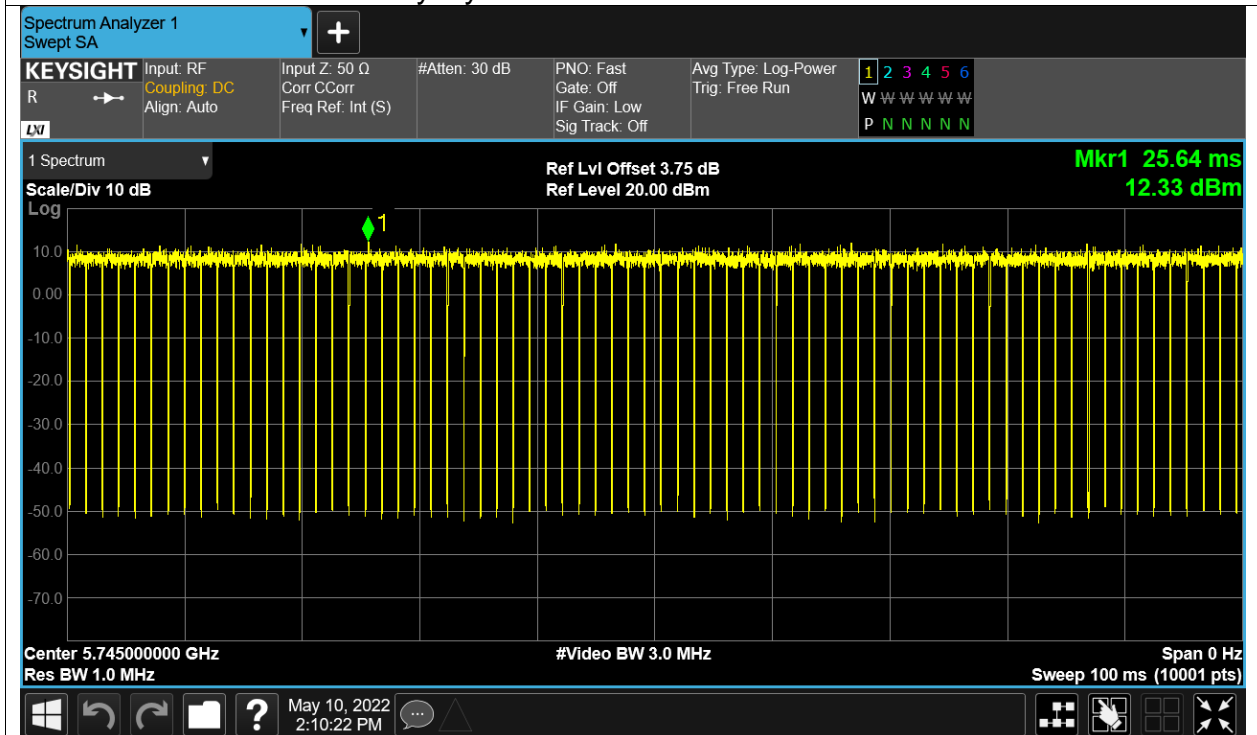 Spectrum Analyzer 1
Swept SA
KEYSIGHT
R
LXI
Input: RF
Coupling: DC
Align: Auto
Input Z: 50 Ω
Corr CCorr
Freq Ref: Int (S)
#Atten: 30 dB
PNO: Fast
Gate: Off
IF Gain: Low
Sig Track: Off
Avg Type: Log-Power
Trig: Free Run
1 2 3 4 5 6
W W W W W W
P N N N N N
1 Spectrum
Scale/Div 10 dB
Log
Ref Lvl Offset 3.75 dB
Ref Level 20.00 dBm
Mkr1 25.64 ms
12.33 dBm
1
10.0
0.00
-10.0
-20.0
-30.0
-40.0
-50.0
-60.0
-70.0
Center 5.745000000 GHz
Res BW 1.0 MHz
#Video BW 3.0 MHz
Span 0 Hz
Sweep 100 ms (10001 pts)
?
May 10, 2022
2:10:22 PM